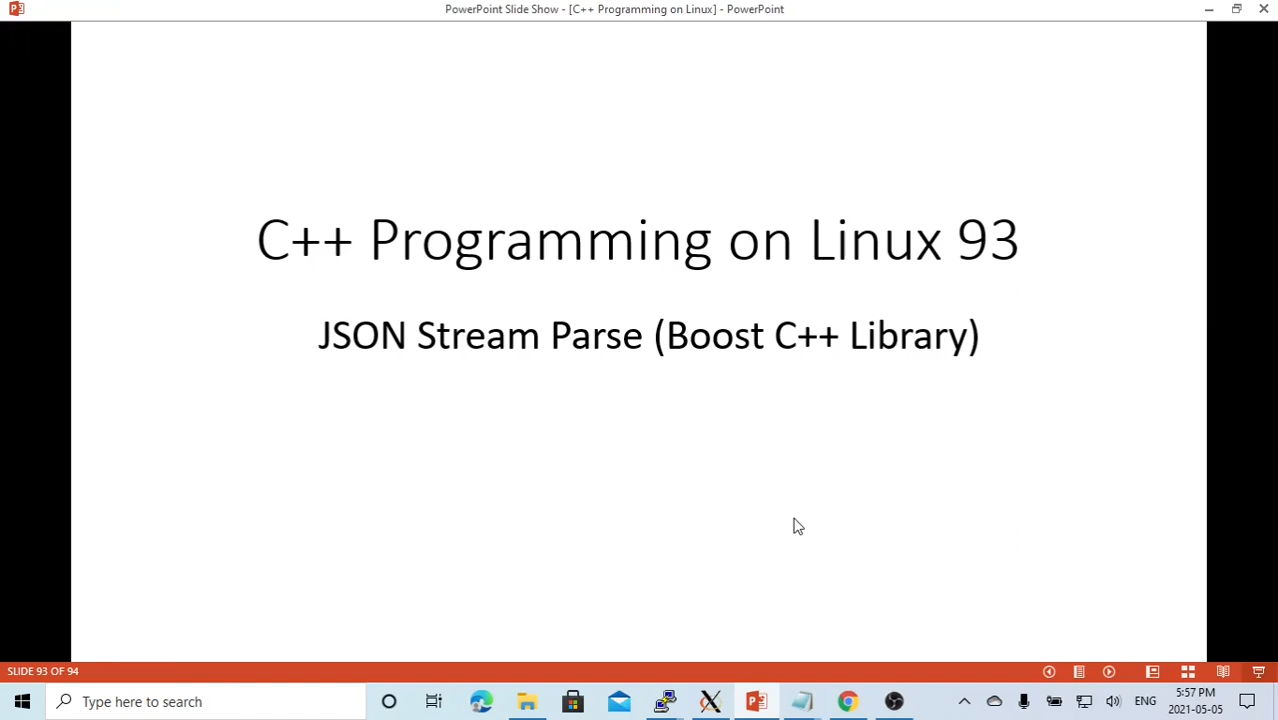 PowerPoint Slide Show - [C++ Programming on Linux] - PowerPoint
C++ Programming on Linux 93
JSON Stream Parse (Boost C++ Library)
SLIDE 93 OF 94
Type here to search
ENG
5:57 PM
2021-05-05